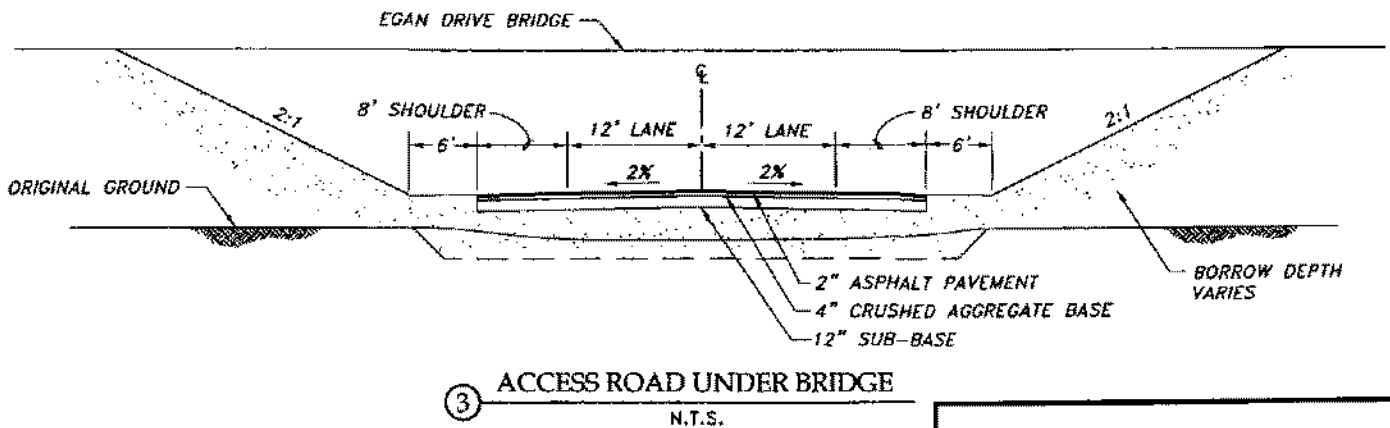 EGAN DRIVE BRIDGE
℄
8' SHOULDER
12' LANE
12' LANE
8' SHOULDER
2:1
2:1
6'
6'
2%
2%
ORIGINAL GROUND
BORROW DEPTH
VARIES
2" ASPHALT PAVEMENT
4" CRUSHED AGGREGATE BASE
12" SUB-BASE
3
ACCESS ROAD UNDER BRIDGE
N.T.S.